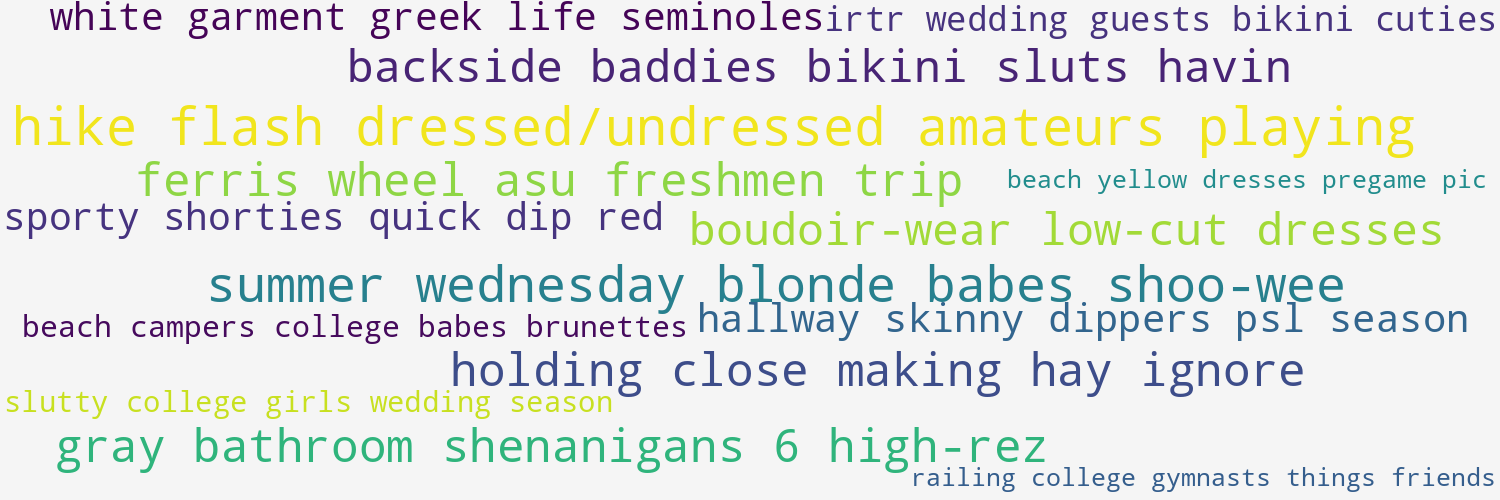 white garment greek life seminoles
irtr wedding guests bikini cuties
backside baddies bikini sluts havin
hike flash dressed/undressed amateurs playing
ferris wheel asu freshmen trip
beach yellow dresses pregame pic
sporty shorties quick dip red
boudoir-wear low-cut dresses
summer wednesday blonde babes shoo-wee
beach campers college babes brunettes
hallway skinny dippers psl season
holding close making hay ignore
slutty college girls wedding season
gray bathroom shenanigans 6 high-rez
railing college gymnasts things friends